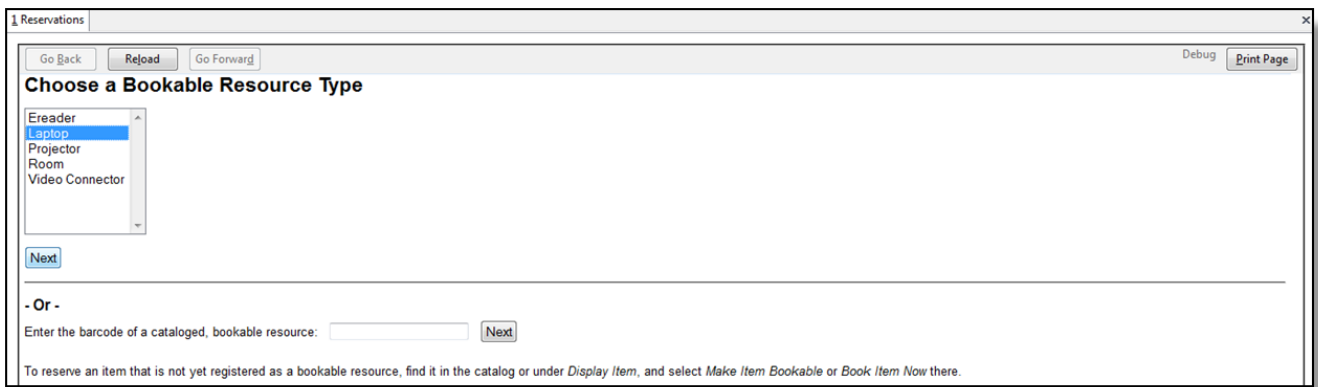 1 Reservations
Go Back Reload Go Forward Debug Print Page
Choose a Bookable Resource Type
Ereader
Laptop
Projector
Room
Video Connector
Next
- Or -
Enter the barcode of a cataloged, bookable resource: Next
To reserve an item that is not yet registered as a bookable resource, find it in the catalog or under Display Item, and select Make Item Bookable or Book Item Now there.